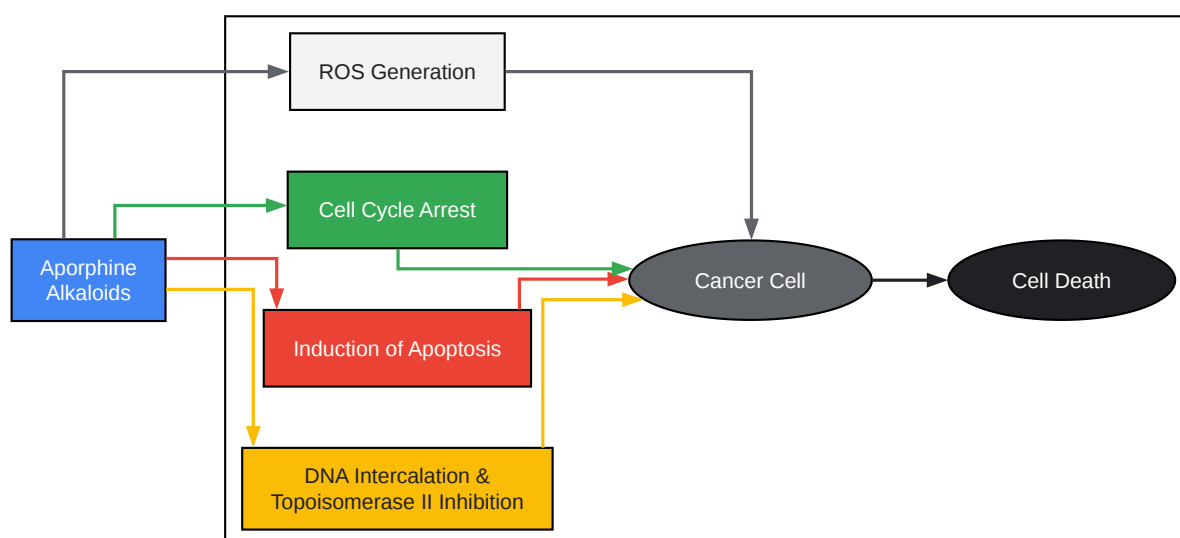 ROS Generation
Cell Cycle Arrest
Aporphine
Alkaloids
Cancer Cell
Cell Death
Induction of Apoptosis
DNA Intercalation &
Topoisomerase II Inhibition